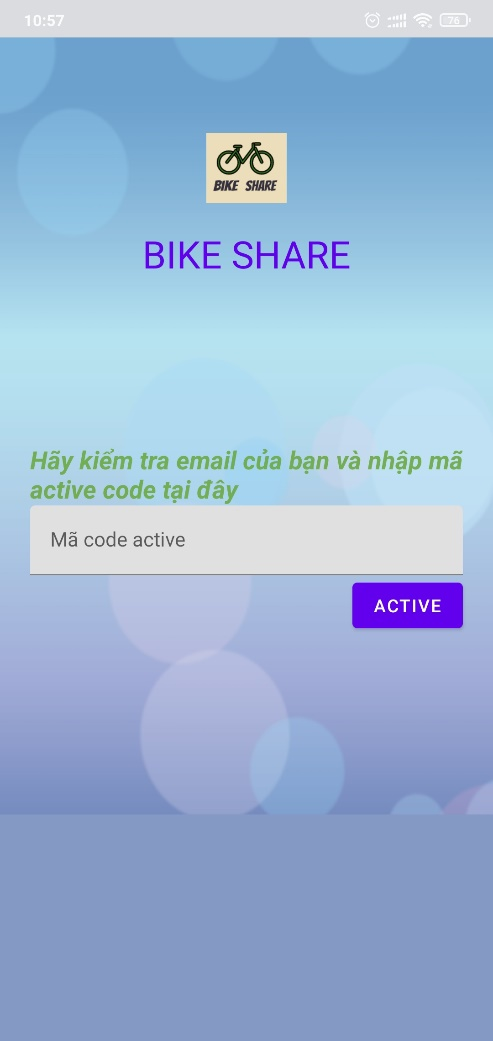 10:57
76
BIKE SHARE
BIKE SHARE
Hãy kiểm tra email của bạn và nhập mã
active code tại đây
Mã code active
ACTIVE